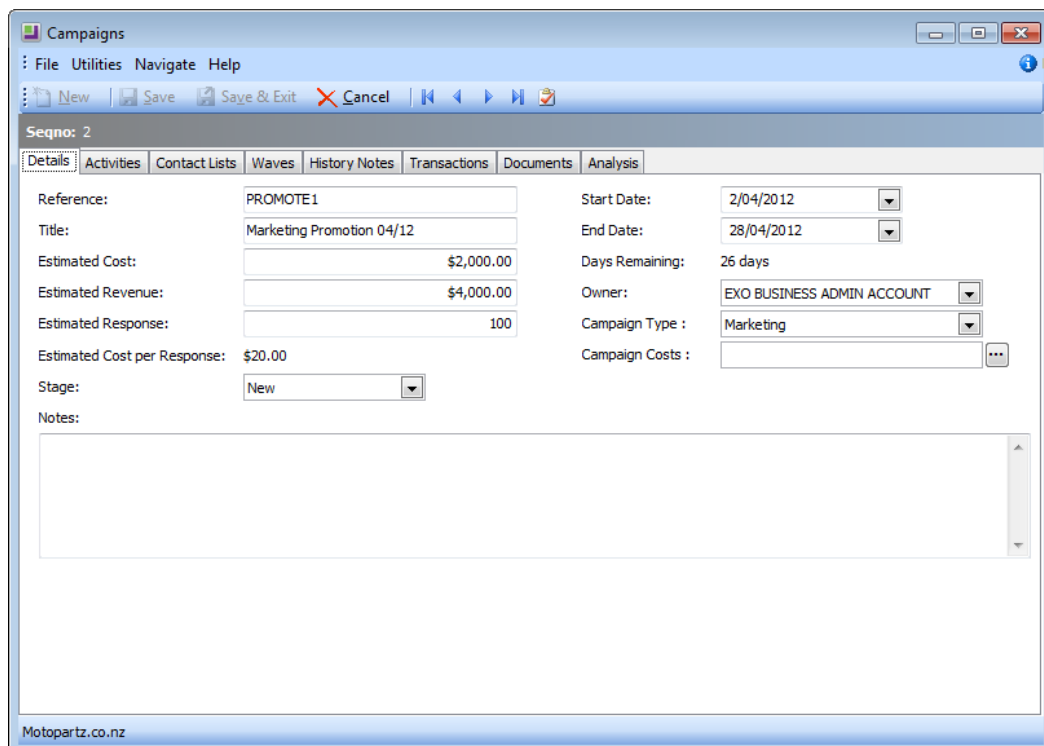 Campaigns
File Utilities Navigate Help
New Save Save & Exit Cancel
Seqno: 2
Details Activities Contact Lists Waves History Notes Transactions Documents Analysis
Reference: PROMOTE1 Start Date: 2/04/2012
Title: Marketing Promotion 04/12 End Date: 28/04/2012
Estimated Cost: $2,000.00 Days Remaining: 26 days
Estimated Revenue: $4,000.00 Owner: EXO BUSINESS ADMIN ACCOUNT
Estimated Response: 100 Campaign Type : Marketing
Estimated Cost per Response: $20.00 Campaign Costs :
Stage: New
Notes:
Motopartz.co.nz